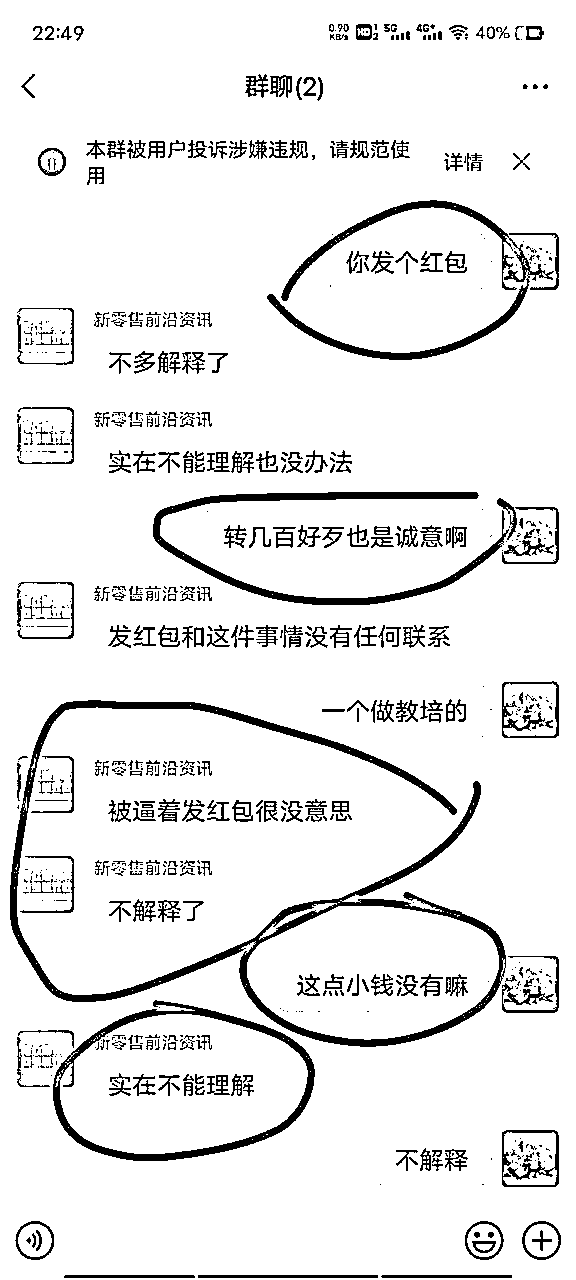 22:49
0.90 KB/s HD 1 2 5G 4G+ 40%
群聊(2)
本群被用户投诉涉嫌违规，请规范使
用
详情
你发个红包
新零售前沿资讯
不多解释了
新零售前沿资讯
实在不能理解也没办法
转几百好歹也是诚意啊
新零售前沿资讯
发红包和这件事情没有任何联系
一个做教培的
新零售前沿资讯
被逼着发红包很没意思
新零售前沿资讯
不解释了
这点小钱没有嘛
新零售前沿资讯
实在不能理解
不解释